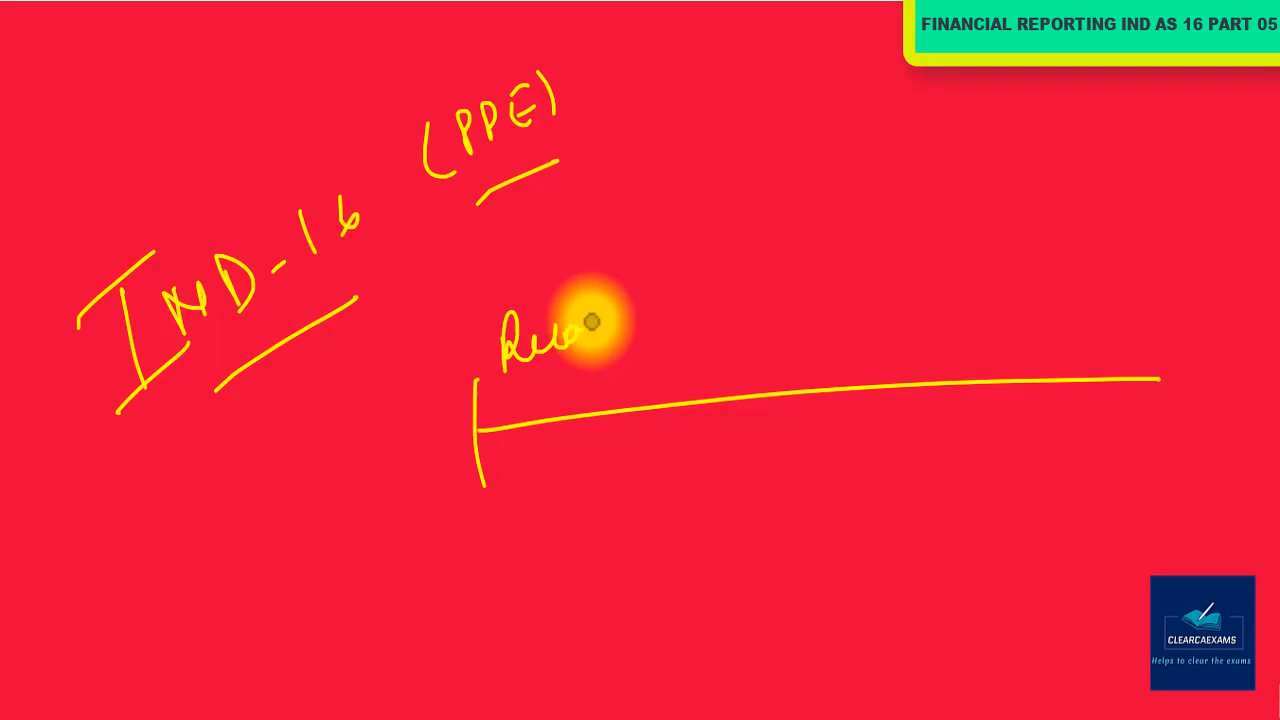 FINANCIAL REPORTING IND AS 16 PART 05
(PPE)
IND-16
CLEARCAEXAMS
Helps to clear the exams